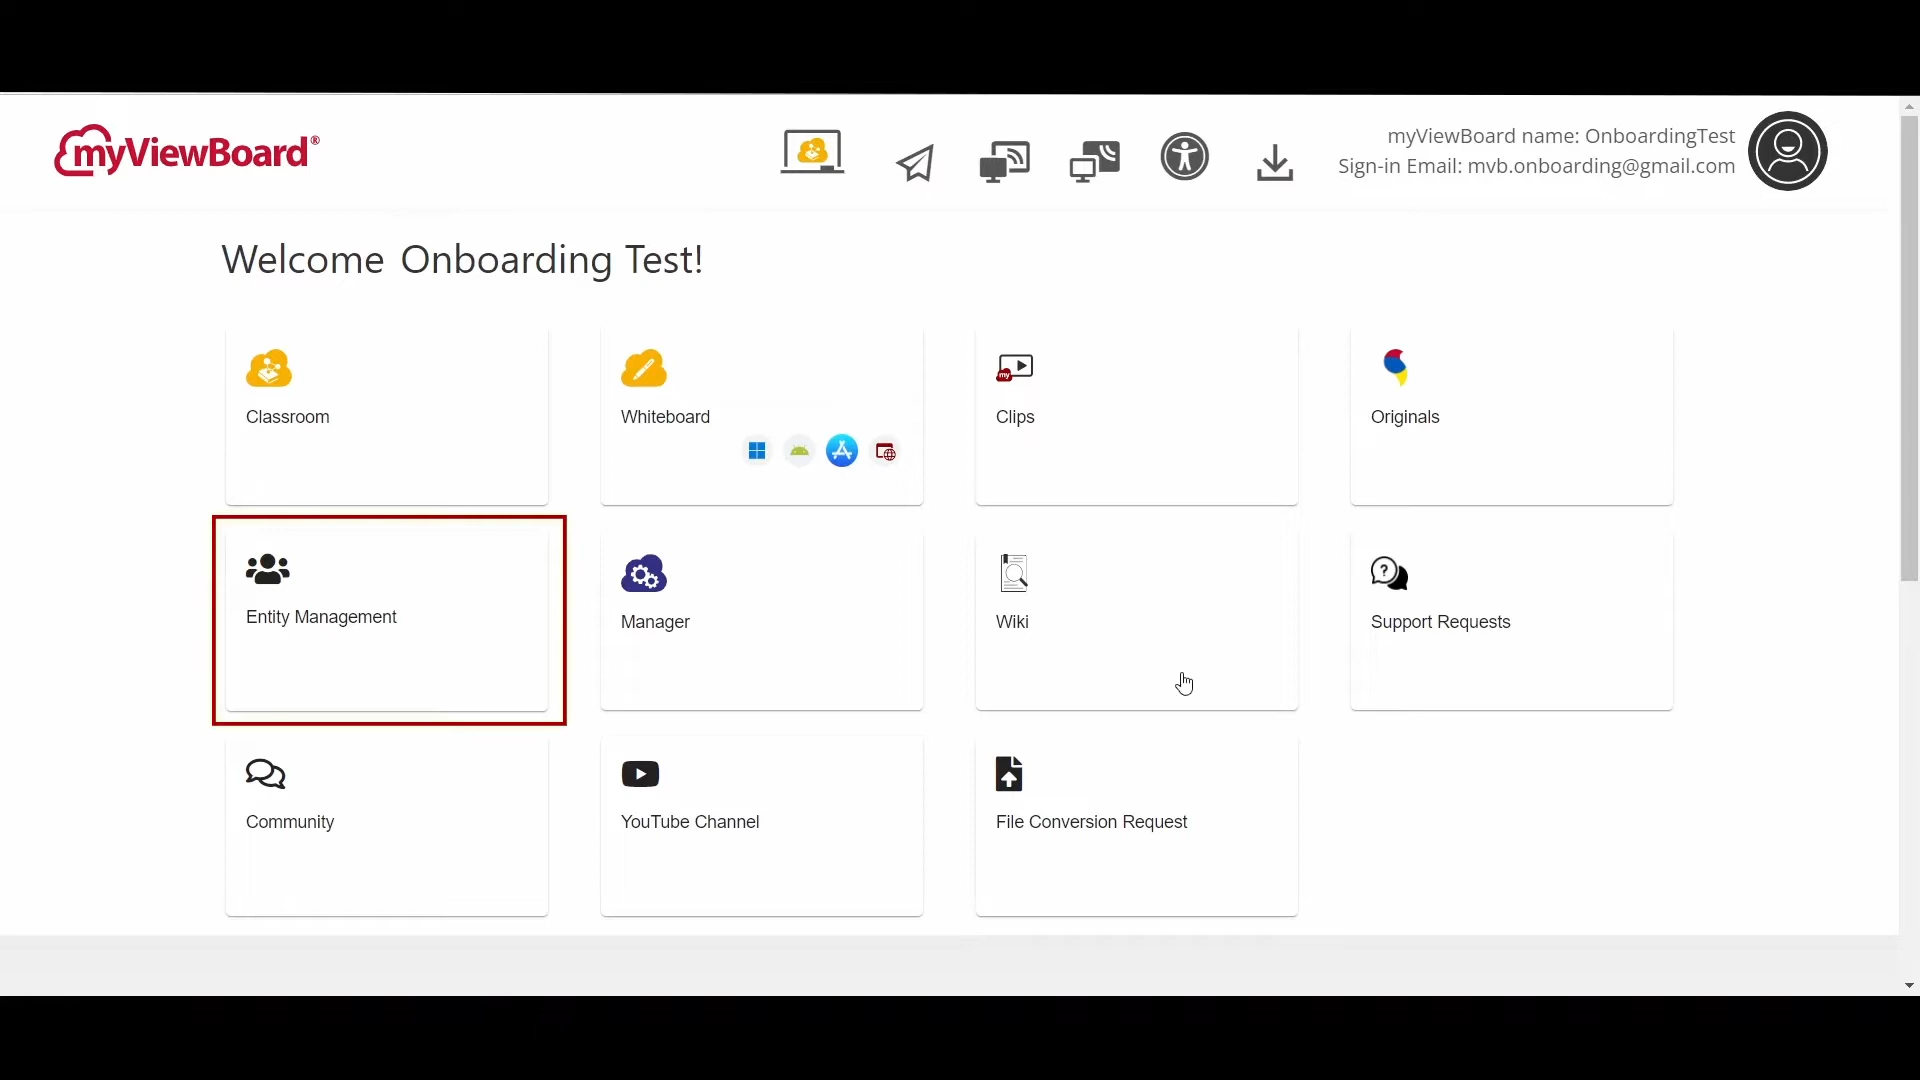 myViewBoard®
myViewBoard name: OnboardingTest
Sign-in Email: mvb.onboarding@gmail.com
Welcome Onboarding Test!
Classroom
Whiteboard
my
Clips
Originals
Entity Management
Manager
Wiki
Support Requests
Community
YouTube Channel
File Conversion Request